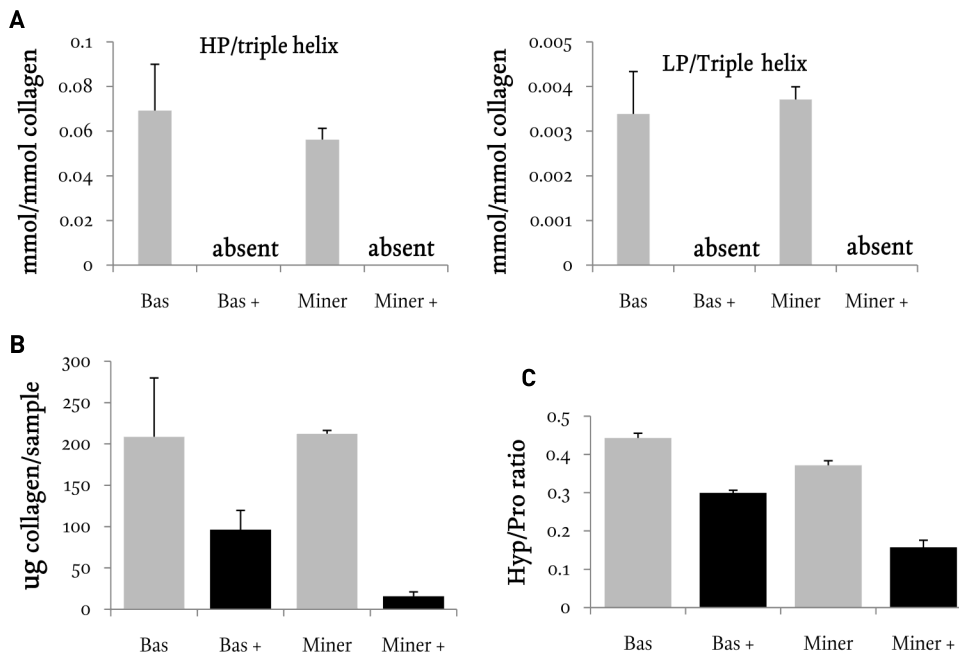 A
HP/triple helix
mmol/mmol collagen
0.1
0.08
0.06
0.04
0.02
0
absent
absent
Bas
Bas +
Miner
Miner +
LP/Triple helix
mmol/mmol collagen
0.005
0.004
0.003
0.002
0.001
0
absent
absent
Bas
Bas +
Miner
Miner +
B
ug collagen/sample
300
250
200
150
100
50
0
Bas
Bas +
Miner
Miner +
C
Hyp/Pro ratio
0.5
0.4
0.3
0.2
0.1
0
Bas
Bas +
Miner
Miner +